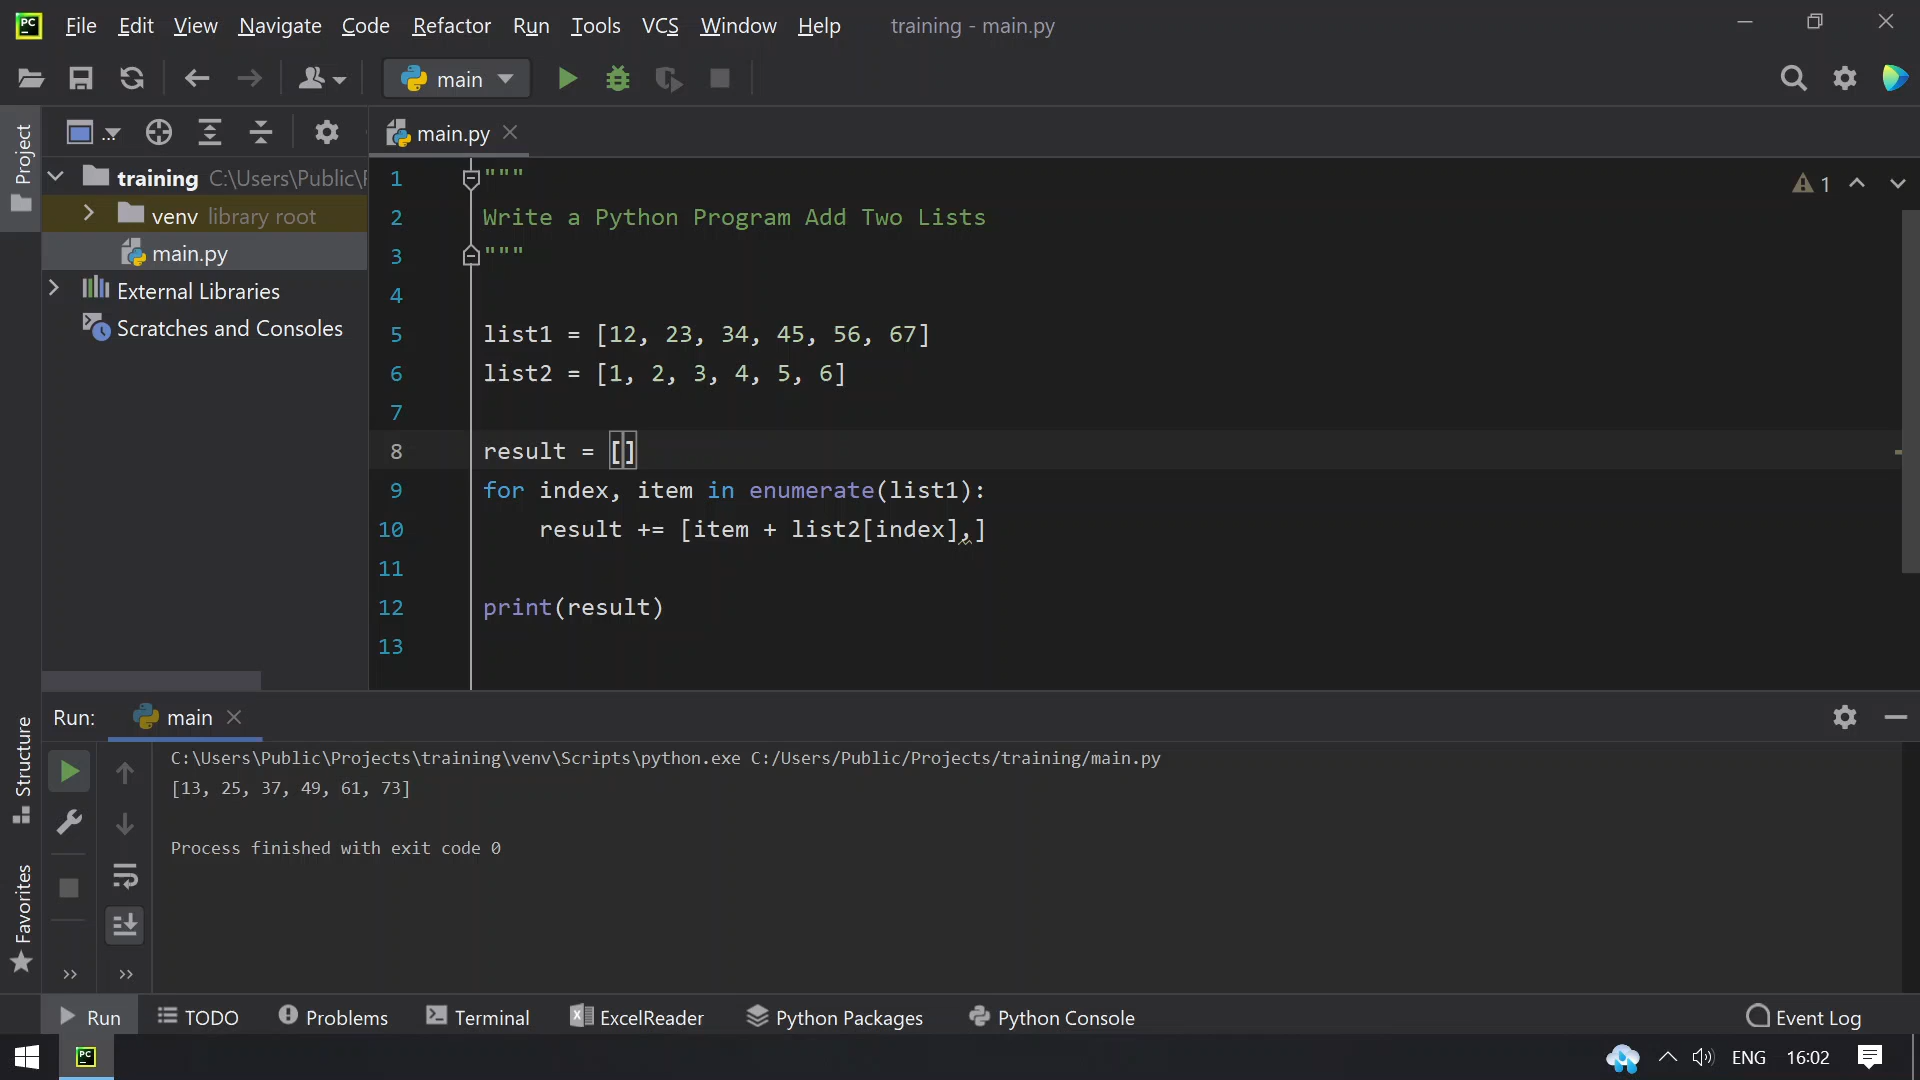 PC File Edit View Navigate Code Refactor Run Tools VCS Window Help training - main.py
main
Project
...
main.py
training C:\Users\Public\
venv library root
main.py
External Libraries
Scratches and Consoles
1 """
2 Write a Python Program Add Two Lists
3 """
4
5 list1 = [12, 23, 34, 45, 56, 67]
6 list2 = [1, 2, 3, 4, 5, 6]
7
8 result = []
9 for index, item in enumerate(list1):
10 result += [item + list2[index],]
11
12 print(result)
13
1
Run: main
Structure
Favorites
C:\Users\Public\Projects\training\venv\Scripts\python.exe C:/Users/Public/Projects/training/main.py
[13, 25, 37, 49, 61, 73]
Process finished with exit code 0
Run TODO Problems Terminal ExcelReader Python Packages Python Console Event Log
PC ENG 16:02